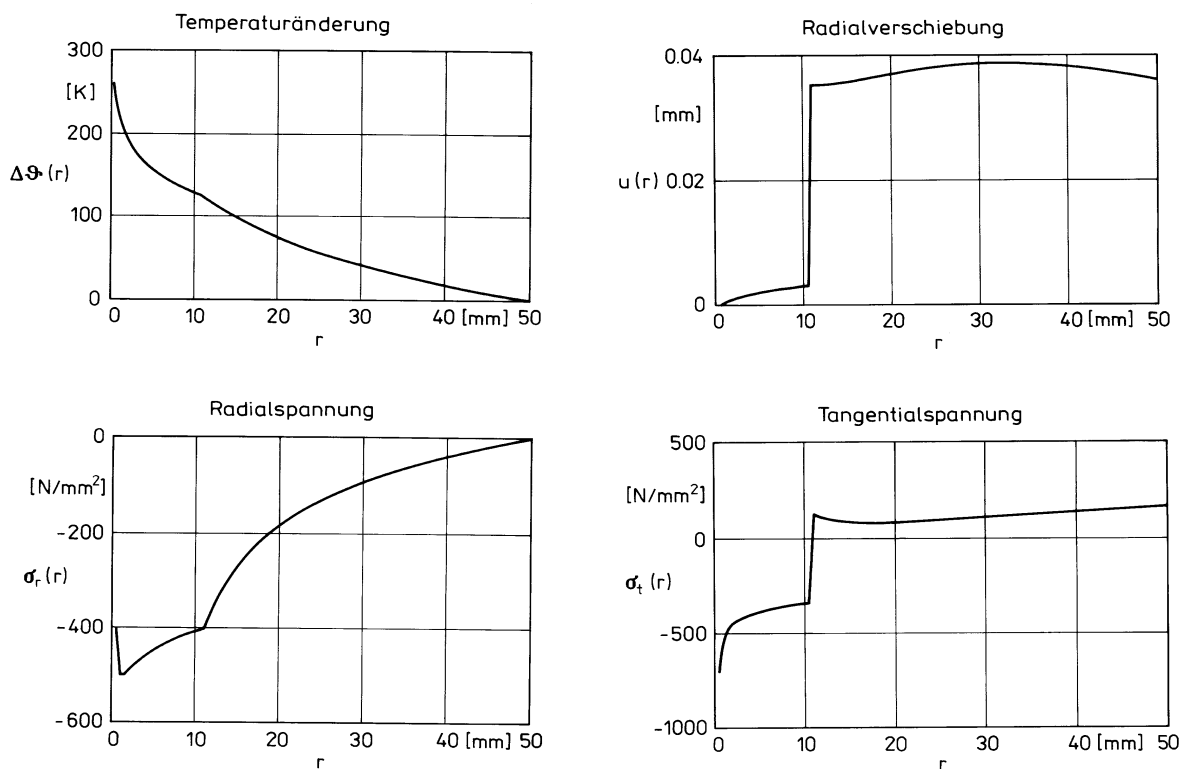 Temperaturänderung
300
[K]
200
Δϑ(r)
100
0
0 10 20 30 40 [mm] 50
r
Radialverschiebung
0.04
[mm]
u(r) 0.02
0
0 10 20 30 40 [mm] 50
r
Radialspannung
0
[N/mm²]
-200
σr(r)
-400
-600
0 10 20 30 40 [mm] 50
r
Tangentialspannung
500
[N/mm²]
0
σt(r)
-500
-1000
0 10 20 30 40 [mm] 50
r